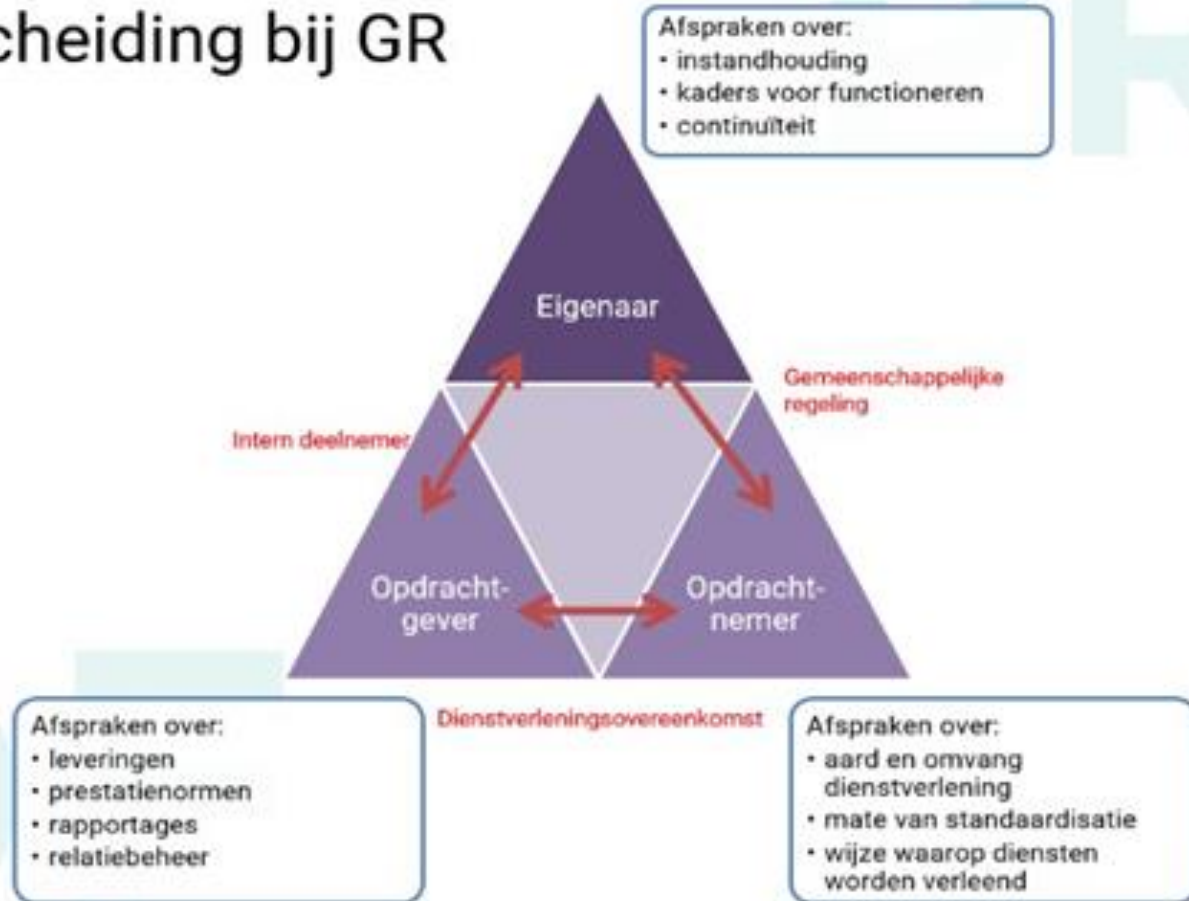 cheiding bij GR
Afspraken over:
• instandhouding
• kaders voor functioneren
• continuïteit
Eigenaar
Gemeenschappelijke
regeling
Intern deelnemer
Opdracht-
gever
Opdracht-
nemer
Dienstverleningsovereenkomst
Afspraken over:
• leveringen
• prestatienormen
• rapportages
• relatiebeheer
Afspraken over:
• aard en omvang
dienstverlening
• mate van standaardisatie
• wijze waarop diensten
worden verleend